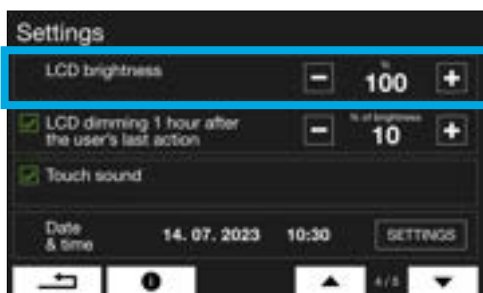 Settings
LCD brightness
%
− 100 +
LCD dimming 1 hour after
the user's last action
% of brightness
− 10 +
Touch sound
Date
& time
14. 07. 2023 10:30 SETTINGS
4/5